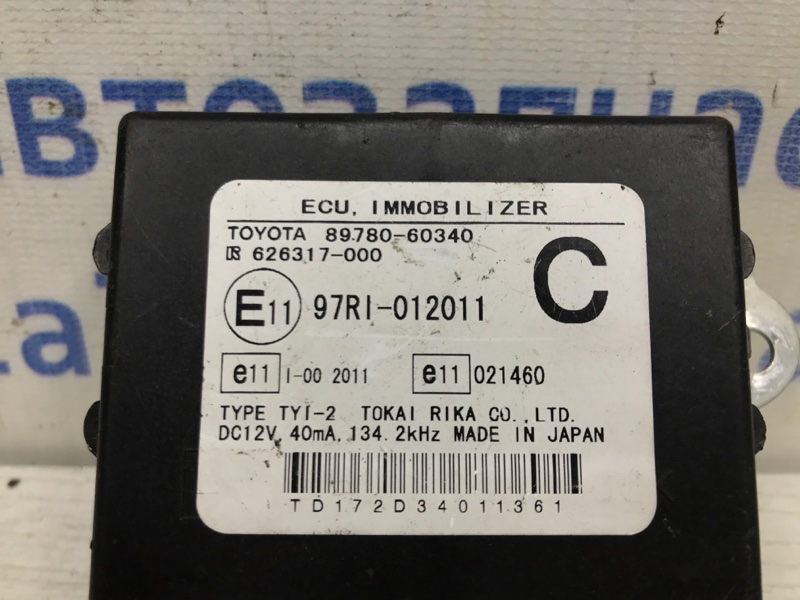 автозапчас
ECU, IMMOBILIZER
TOYOTA 89780-60340
626317-000
C
E11 97RI-012011
e11 I-00 2011 e11 021460
TYPE TYI-2 TOKAI RIKA CO., LTD.
DC12V, 40mA, 134.2kHz MADE IN JAPAN
TD172D34011361